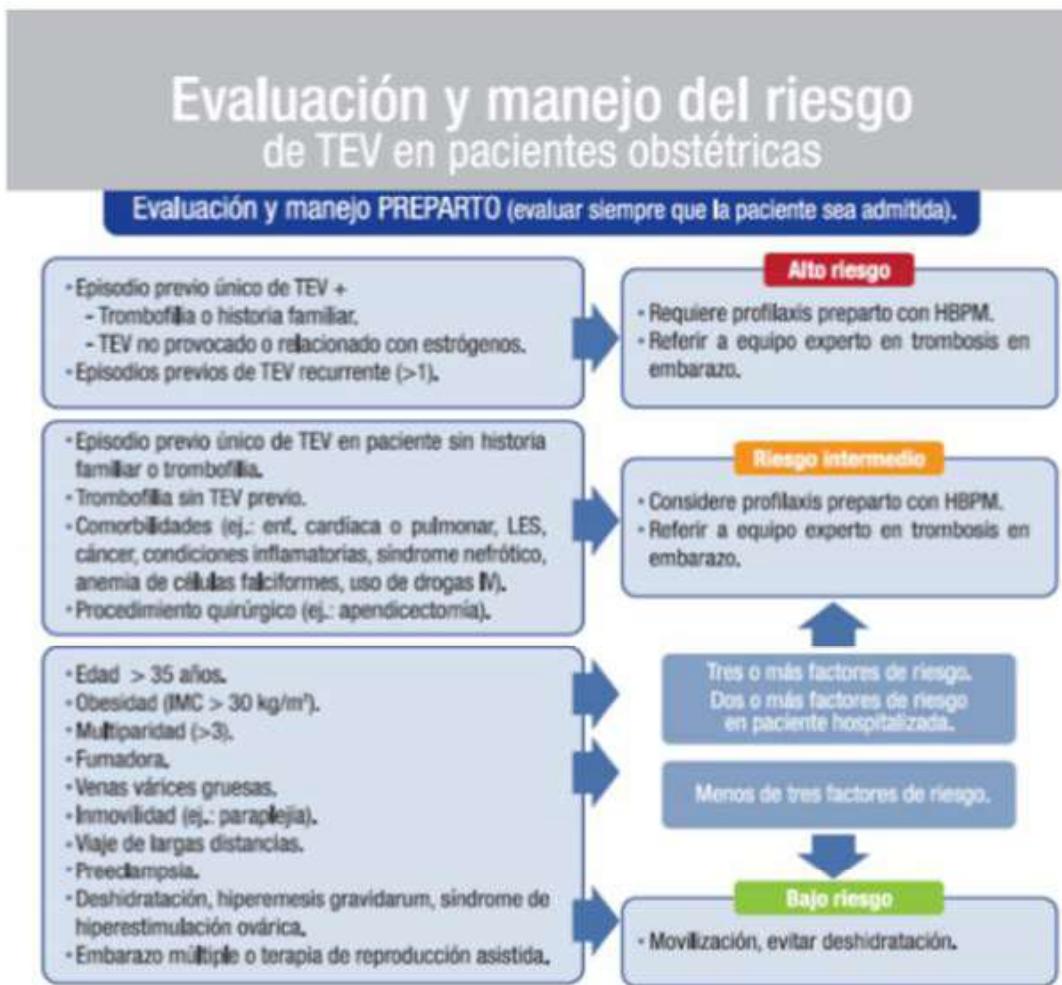 Evaluación y manejo del riesgo
de TEV en pacientes obstétricas
Evaluación y manejo PREPARTO (evaluar siempre que la paciente sea admitida).
• Episodio previo único de TEV +
- Trombofilia o historia familiar.
- TEV no provocado o relacionado con estrógenos.
• Episodios previos de TEV recurrente (>1).
Alto riesgo
• Requiere profilaxis preparto con HBPM.
• Referir a equipo experto en trombosis en
embarazo.
• Episodio previo único de TEV en paciente sin historia
familiar o trombofilia.
• Trombofilia sin TEV previo.
• Comorbilidades (ej.: enf. cardíaca o pulmonar, LES,
cáncer, condiciones inflamatorias, síndrome nefrótico,
anemia de células falciformes, uso de drogas IV).
• Procedimiento quirúrgico (ej.: apendicectomía).
Riesgo intermedio
• Considere profilaxis preparto con HBPM.
• Referir a equipo experto en trombosis en
embarazo.
• Edad > 35 años.
• Obesidad (IMC > 30 kg/m²).
• Multiparidad (>3).
• Fumadora.
• Venas várices gruesas.
• Inmovilidad (ej.: paraplejía).
• Viaje de largas distancias.
• Preeclampsia.
• Deshidratación, hiperemesis gravidarum, síndrome de
hiperestimulación ovárica.
• Embarazo múltiple o terapia de reproducción asistida.
Tres o más factores de riesgo.
Dos o más factores de riesgo
en paciente hospitalizada.
Menos de tres factores de riesgo.
Bajo riesgo
• Movilización, evitar deshidratación.